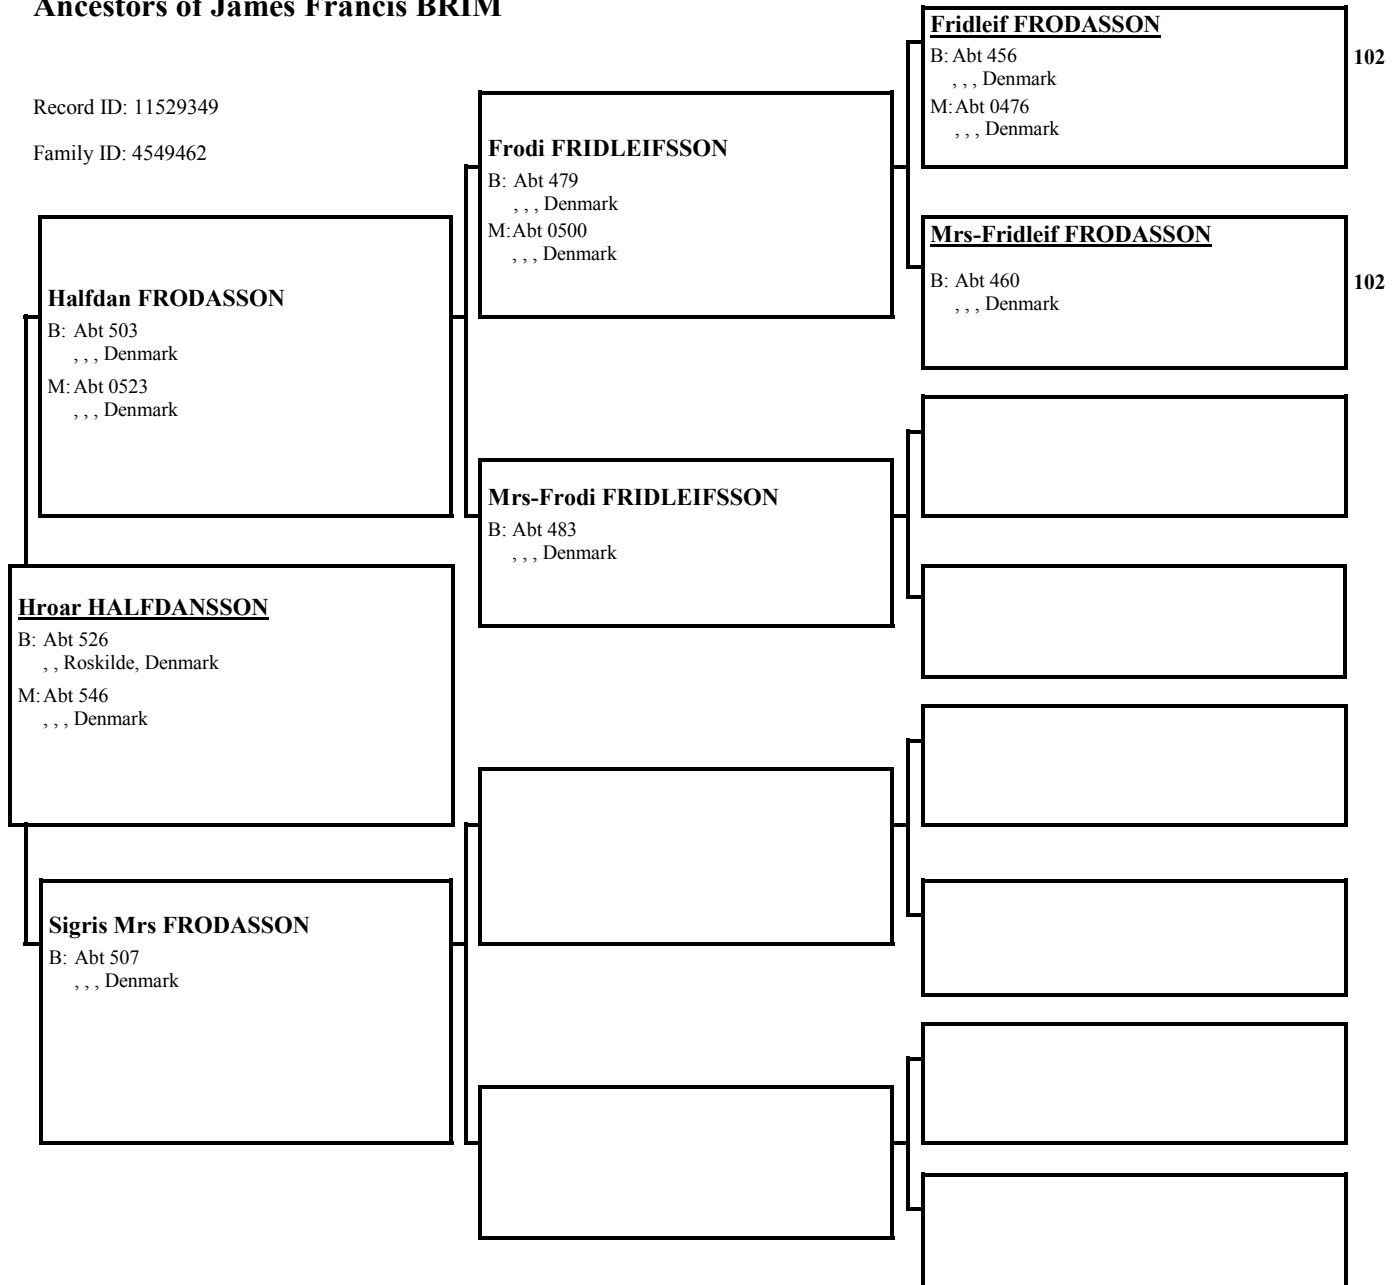 Ancestors of James Francis BRIM
Record ID: 11529349
Family ID: 4549462
Fridleif FRODASSON
B: Abt 456
, , , Denmark
M: Abt 0476
, , , Denmark
102
Frodi FRIDLEIFSSON
B: Abt 479
, , , Denmark
M: Abt 0500
, , , Denmark
Mrs-Fridleif FRODASSON
B: Abt 460
, , , Denmark
102
Halfdan FRODASSON
B: Abt 503
, , , Denmark
M: Abt 0523
, , , Denmark
Mrs-Frodi FRIDLEIFSSON
B: Abt 483
, , , Denmark
Hroar HALFDANSSON
B: Abt 526
, , Roskilde, Denmark
M: Abt 546
, , , Denmark
Sigris Mrs FRODASSON
B: Abt 507
, , , Denmark